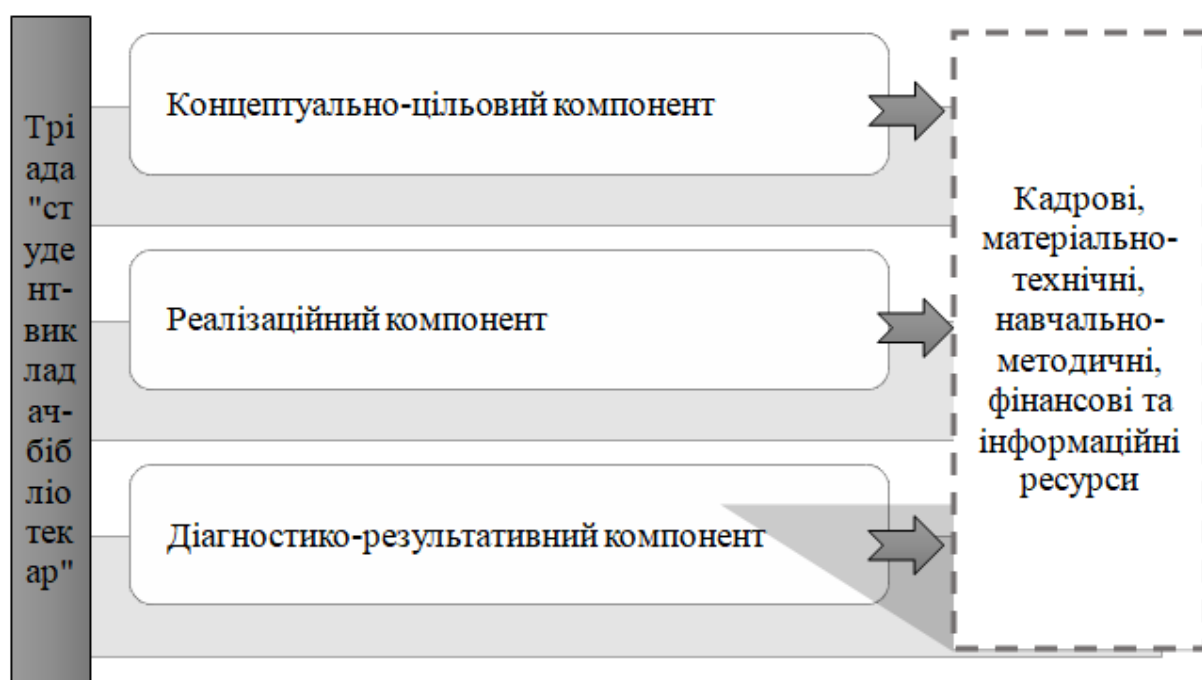 Трі
ада
"ст
уде
нт-
вик
лад
ач-
біб
ліо
тек
ар"
Концептуально-цільовий компонент
Реалізаційний компонент
Діагностико-результативний компонент
Кадрові,
матеріально-
технічні,
навчально-
методичні,
фінансові та
інформаційні
ресурси